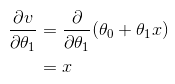 ∂v/∂θ₁ = ∂/∂θ₁ (θ₀ + θ₁x)
= x